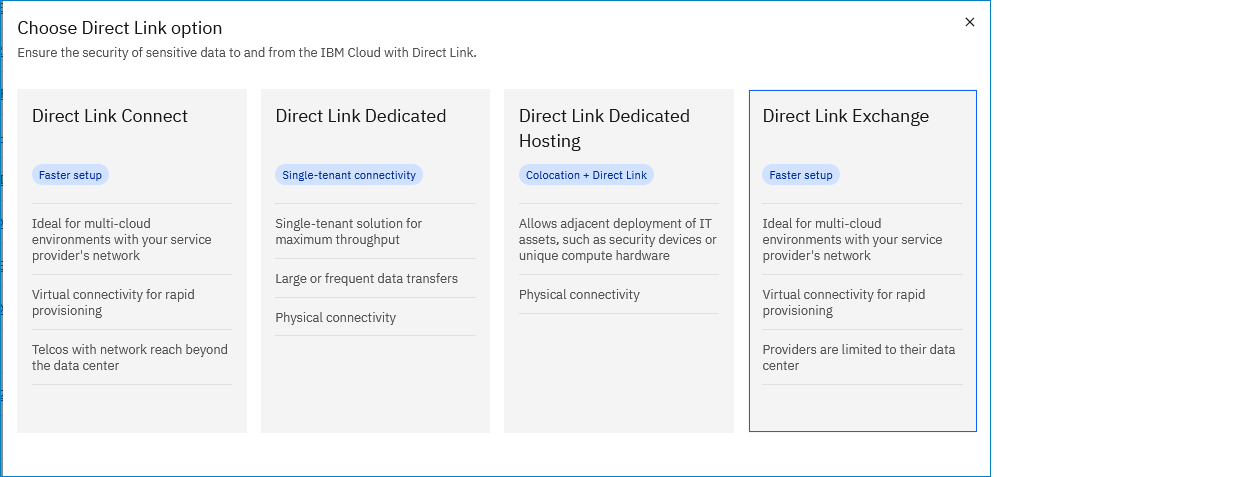 Choose Direct Link option
Ensure the security of sensitive data to and from the IBM Cloud with Direct Link.
Direct Link Connect
Faster setup
Ideal for multi-cloud
environments with your service
provider's network
Virtual connectivity for rapid
provisioning
Telcos with network reach beyond
the data center
Direct Link Dedicated
Single-tenant connectivity
Single-tenant solution for
maximum throughput
Large or frequent data transfers
Physical connectivity
Direct Link Dedicated
Hosting
Colocation + Direct Link
Allows adjacent deployment of IT
assets, such as security devices or
unique compute hardware
Physical connectivity
Direct Link Exchange
Faster setup
Ideal for multi-cloud
environments with your service
provider's network
Virtual connectivity for rapid
provisioning
Providers are limited to their data
center